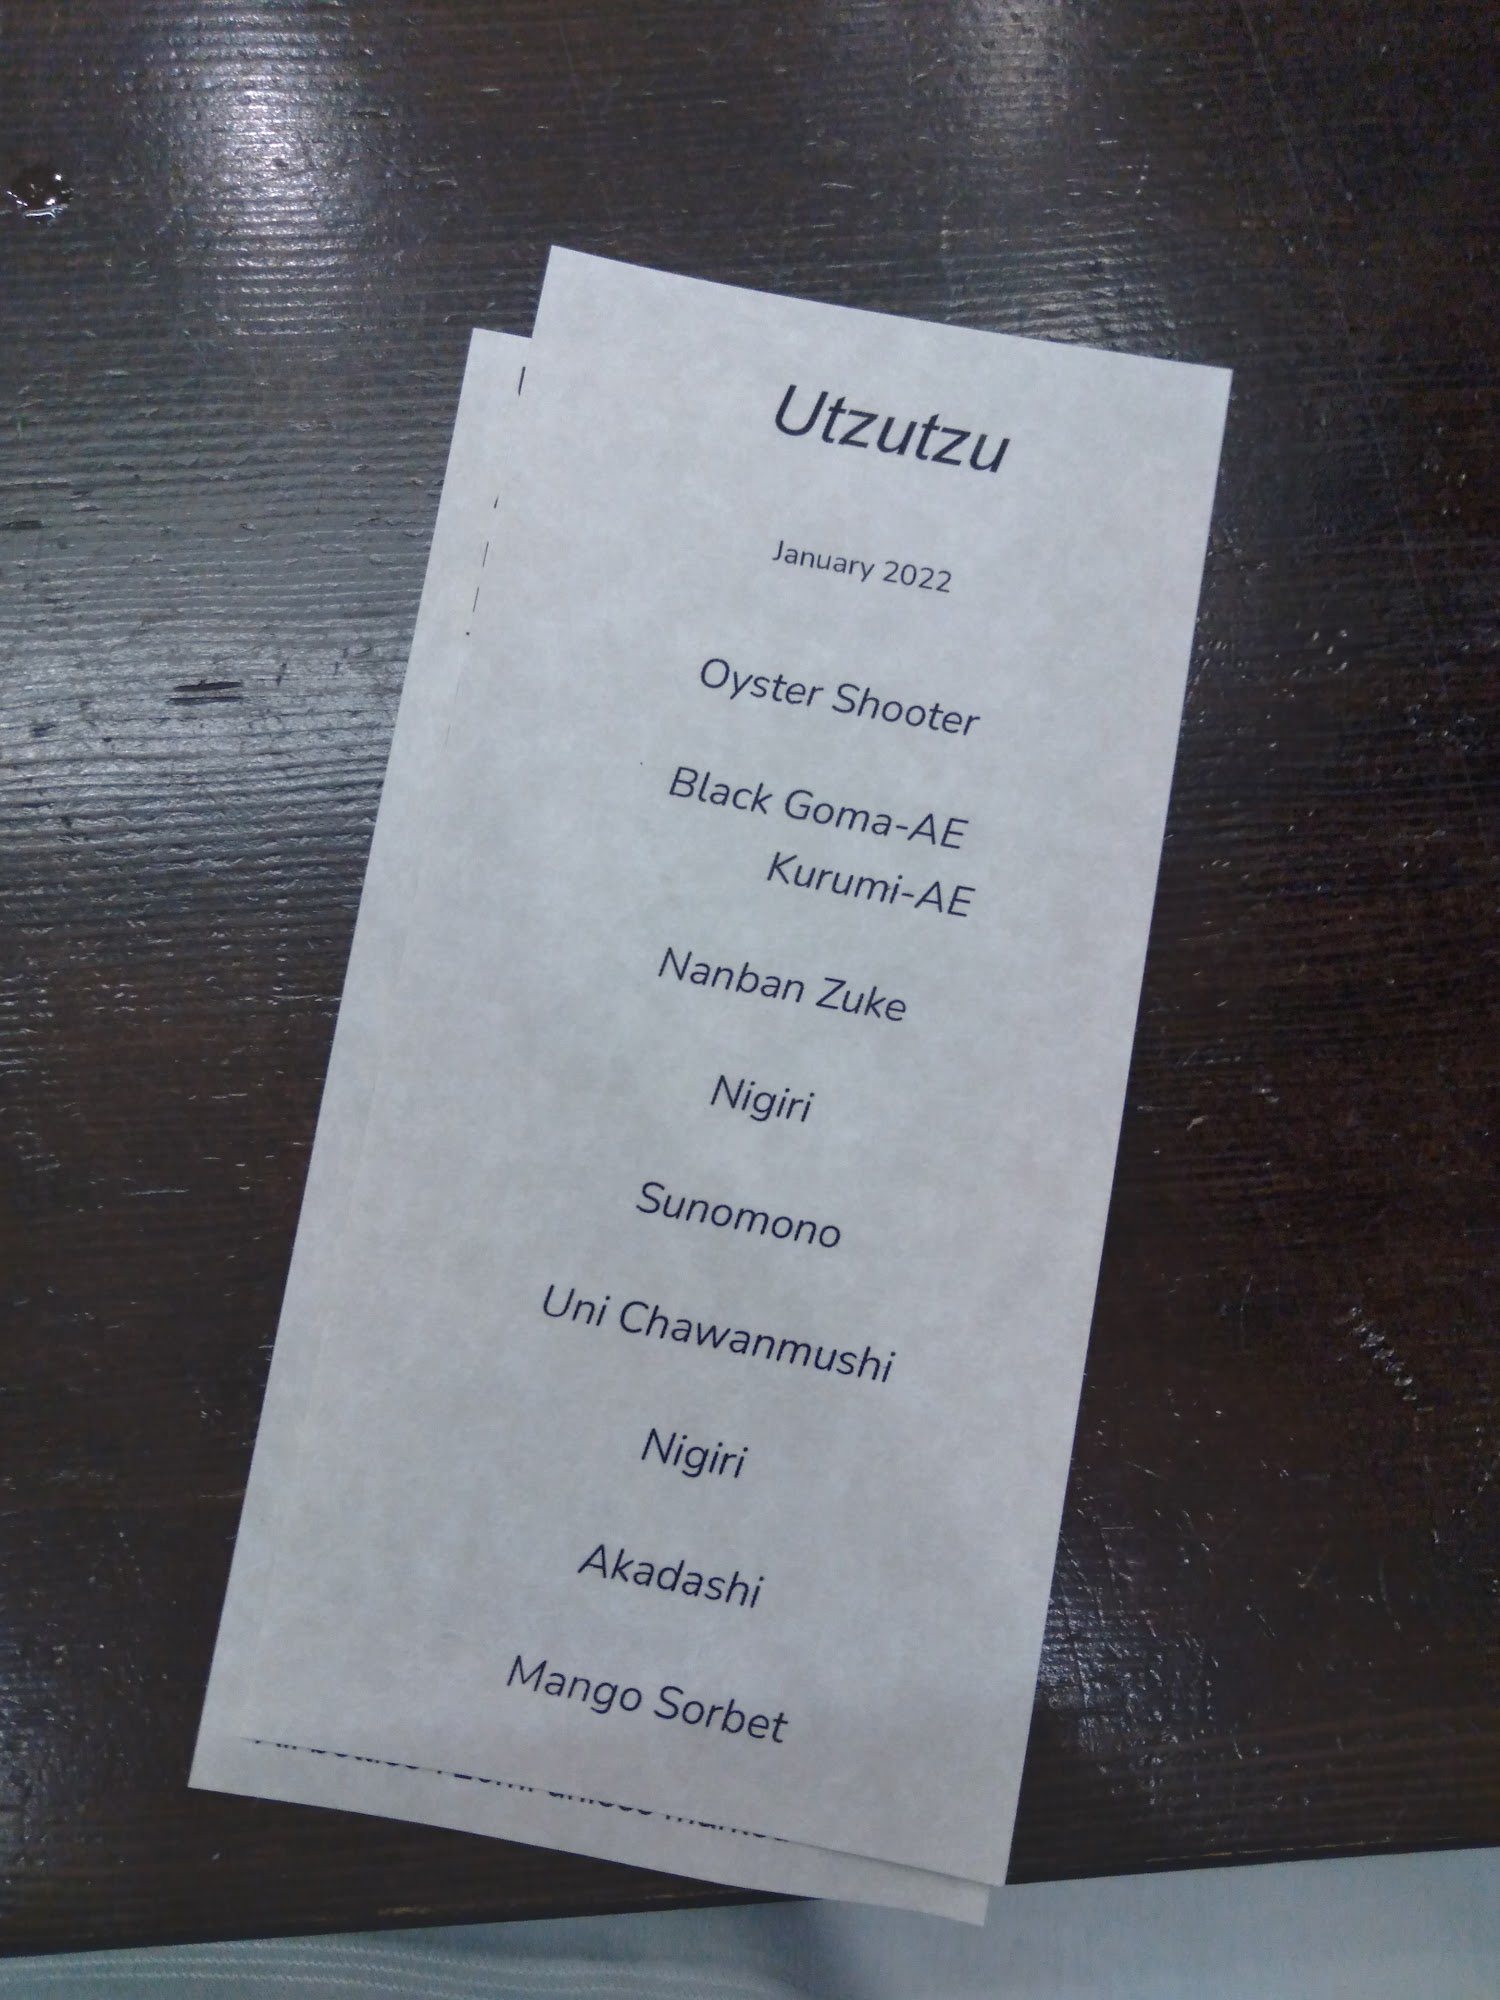 Utzutzu
January 2022
Oyster Shooter
Black Goma-AE
Kurumi-AE
Nanban Zuke
Nigiri
Sunomono
Uni Chawanmushi
Nigiri
Akadashi
Mango Sorbet